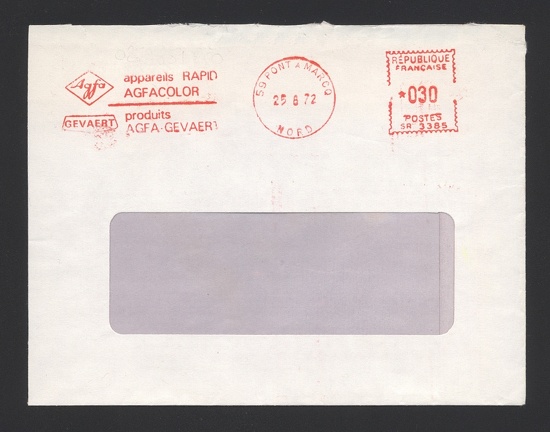 Agfa
appareils RAPID
AGFACOLOR
GEVAERT
produits
AGFA-GEVAERT
59 PONT A MARCQ
25 8 72
NORD
RÉPUBLIQUE
FRANÇAISE
*030
POSTES
SR 3385